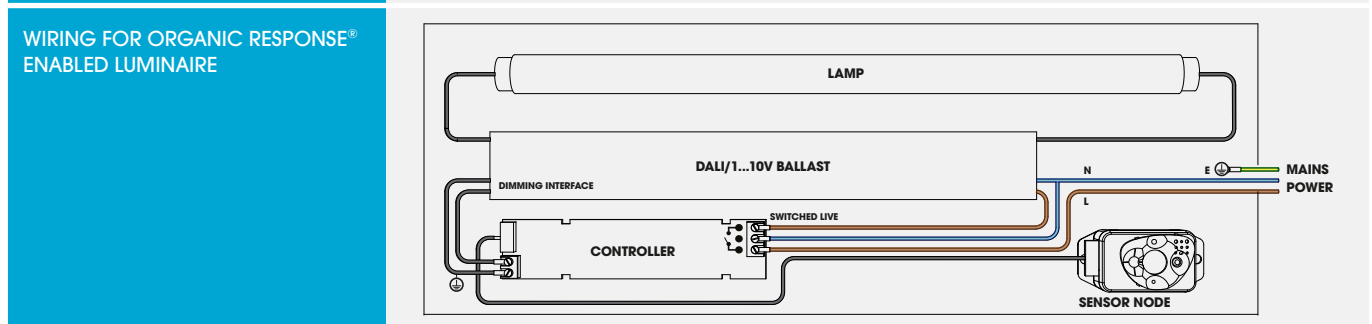 WIRING FOR ORGANIC RESPONSE®
ENABLED LUMINAIRE
LAMP
DALI/1...10V BALLAST
DIMMING INTERFACE
N
E
MAINS
POWER
L
SWITCHED LIVE
CONTROLLER
SENSOR NODE